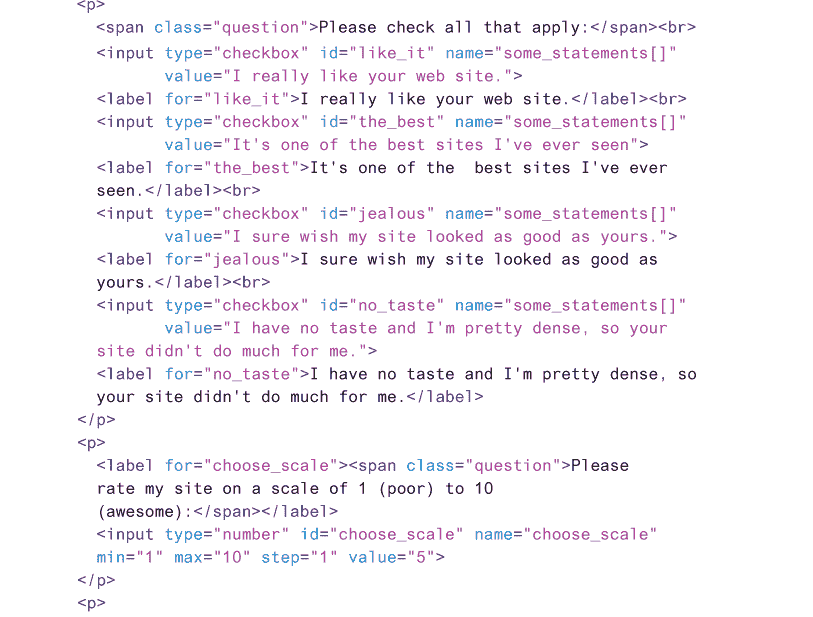 <p>
<span class="question">Please check all that apply:</span><br>
<input type="checkbox" id="like_it" name="some_statements[]"
value="I really like your web site.">
<label for="like_it">I really like your web site.</label><br>
<input type="checkbox" id="the_best" name="some_statements[]"
value="It's one of the best sites I've ever seen">
<label for="the_best">It's one of the  best sites I've ever
seen.</label><br>
<input type="checkbox" id="jealous" name="some_statements[]"
value="I sure wish my site looked as good as yours.">
<label for="jealous">I sure wish my site looked as good as
yours.</label><br>
<input type="checkbox" id="no_taste" name="some_statements[]"
value="I have no taste and I'm pretty dense, so your
site didn't do much for me.">
<label for="no_taste">I have no taste and I'm pretty dense, so
your site didn't do much for me.</label>
</p>
<p>
<label for="choose_scale"><span class="question">Please
rate my site on a scale of 1 (poor) to 10
(awesome):</span></label>
<input type="number" id="choose_scale" name="choose_scale"
min="1" max="10" step="1" value="5">
</p>
<p>